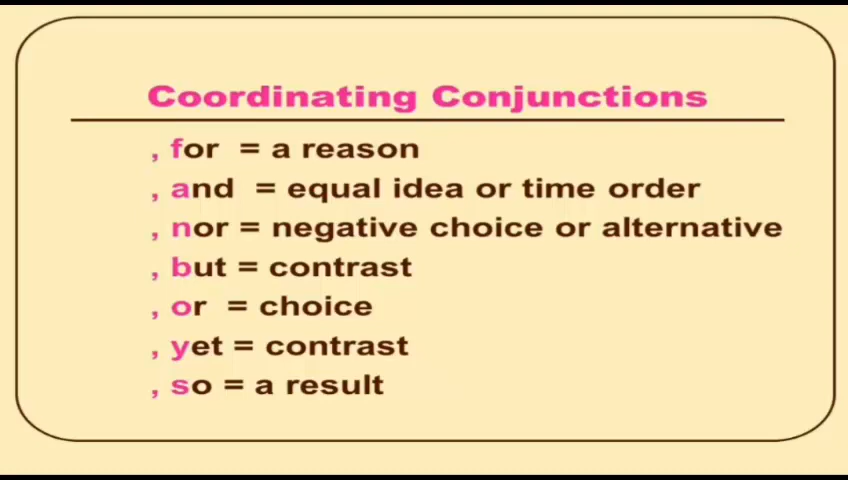 Coordinating Conjunctions
, for = a reason
, and = equal idea or time order
, nor = negative choice or alternative
, but = contrast
, or = choice
, yet = contrast
, so = a result